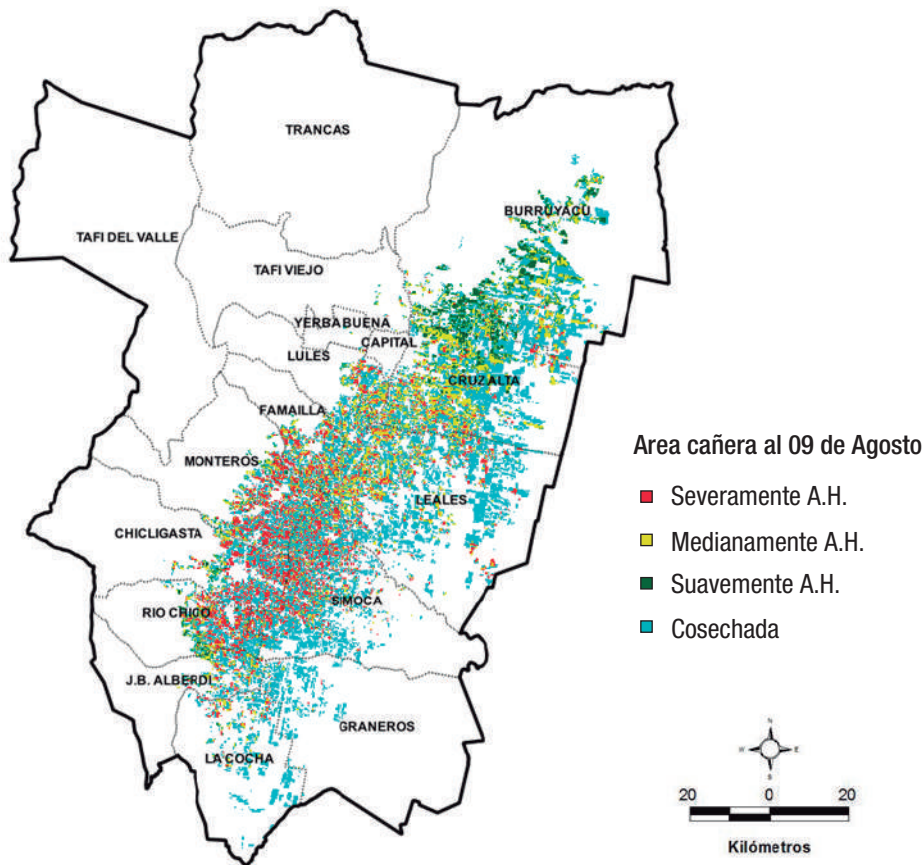 TRANCAS
BURRUYACÚ
TAFI DEL VALLE
TAFI VIEJO
YERBA BUENA
CAPITAL
LULES
CRUZ ALTA
FAMAILLA
MONTEROS
LEALES
CHICLIGASTA
SIMOCA
RIO CHICO
J.B. ALBERDI
GRANEROS
LA COCHA
Area cañera al 09 de Agosto
Severamente A.H.
Medianamente A.H.
Suavemente A.H.
Cosechada
N
W E
S
20 0 20
Kilómetros